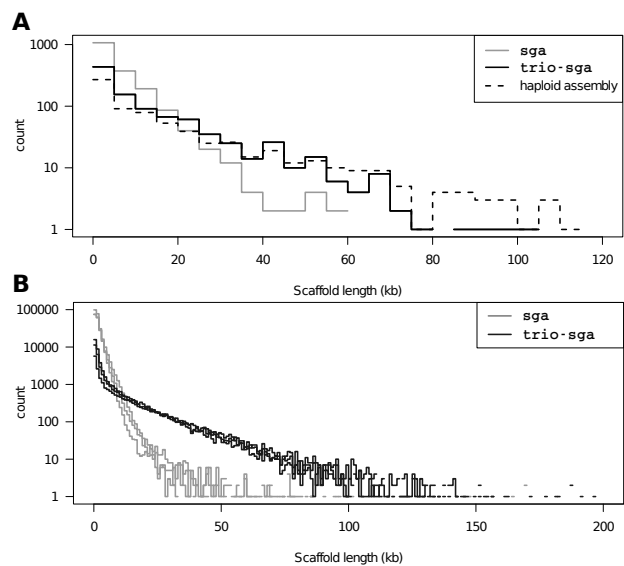 A
1000
100
10
1
count
sga
trio-sga
haploid assembly
0 20 40 60 80 100 120
Scaffold length (kb)
B
100000
10000
1000
100
10
1
count
sga
trio-sga
0 50 100 150 200
Scaffold length (kb)